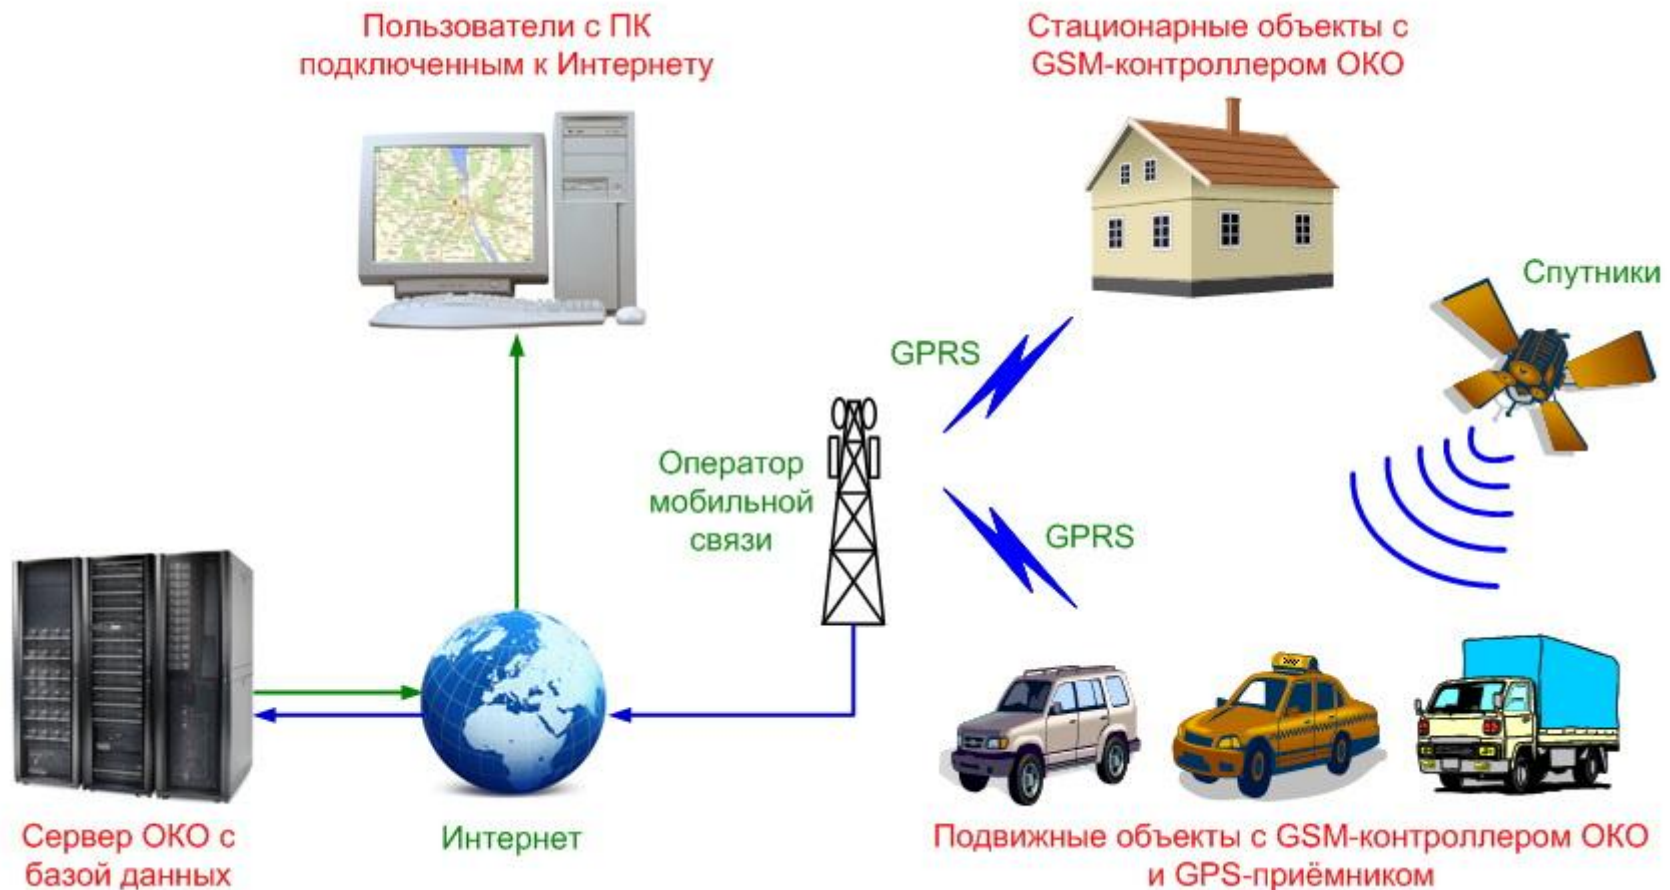 Пользователи с ПК
подключенным к Интернету
Стационарные объекты с
GSM-контроллером ОКО
Спутники
GPRS
Оператор
мобильной
связи
GPRS
Сервер ОКО с
базой данных
Интернет
Подвижные объекты с GSM-контроллером ОКО
и GPS-приёмником